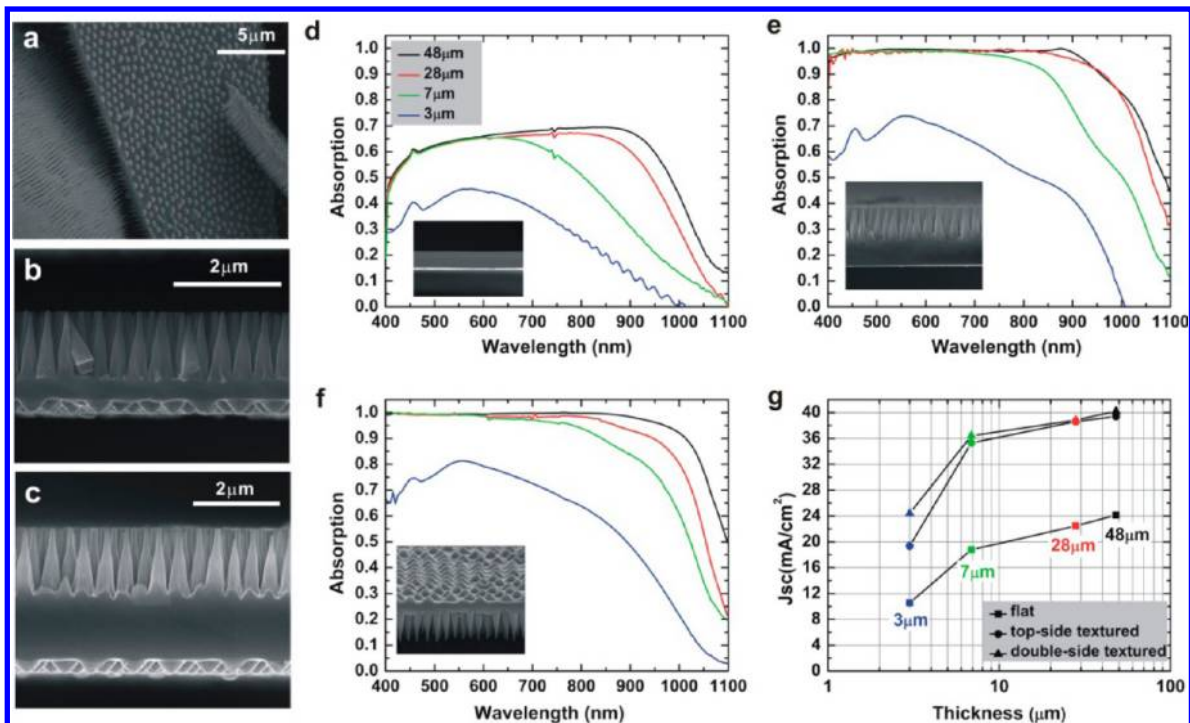 a
5μm
b
2μm
c
2μm
d
Absorption
1.0
0.9
0.8
0.7
0.6
0.5
0.4
0.3
0.2
0.1
0.0
48μm
28μm
7μm
3μm
400 500 600 700 800 900 1000 1100
Wavelength (nm)
e
Absorption
1.0
0.9
0.8
0.7
0.6
0.5
0.4
0.3
0.2
0.1
0.0
400 500 600 700 800 900 1000 1100
Wavelength (nm)
f
Absorption
1.0
0.9
0.8
0.7
0.6
0.5
0.4
0.3
0.2
0.1
0.0
400 500 600 700 800 900 1000 1100
Wavelength (nm)
g
Jsc(mA/cm²)
40
36
32
28
24
20
16
12
8
4
0
3μm
7μm
28μm
48μm
flat
top-side textured
double-side textured
1 10 100
Thickness (μm)